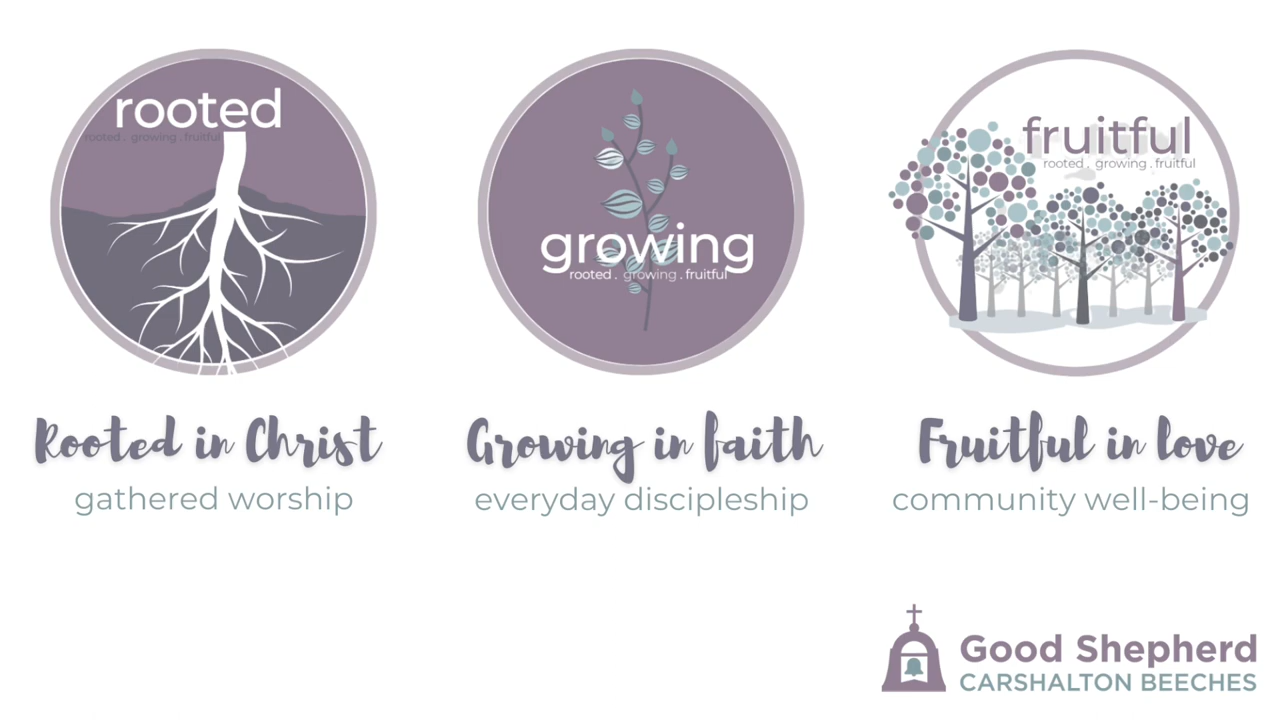 rooted
rooted . growing . fruitful
growing
rooted . growing . fruitful
fruitful
rooted . growing . fruitful
Rooted in Christ
gathered worship
Growing in faith
everyday discipleship
Fruitful in love
community well-being
Good Shepherd
CARSHALTON BEECHES